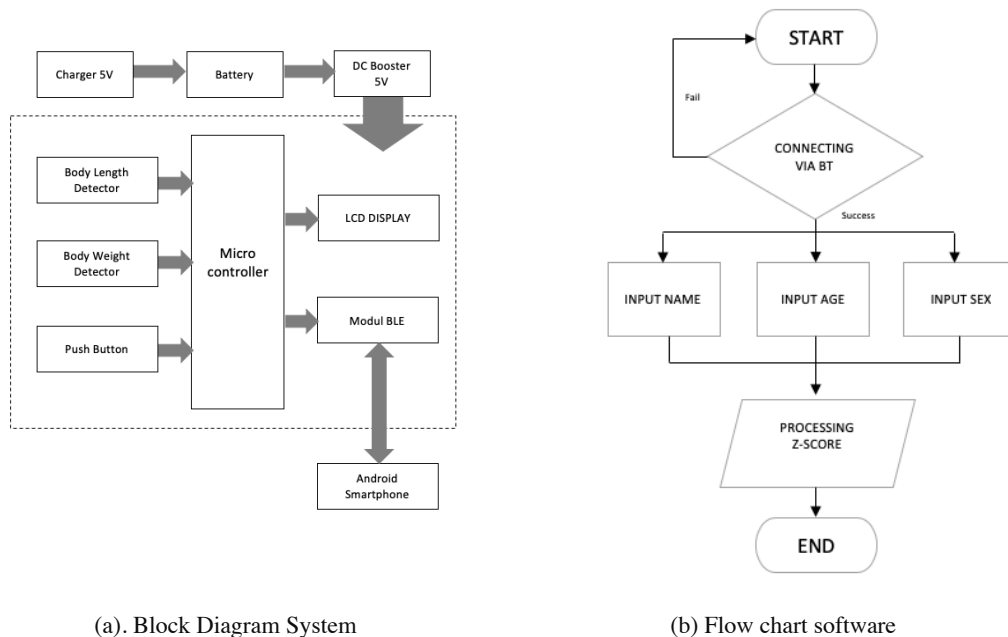 Charger 5V
Battery
DC Booster
5V
Body Length
Detector
Body Weight
Detector
Push Button
Micro
controller
LCD DISPLAY
Modul BLE
Android
Smartphone
(a). Block Diagram System
START
Fail
CONNECTING
VIA BT
Success
INPUT NAME
INPUT AGE
INPUT SEX
PROCESSING
Z-SCORE
END
(b) Flow chart software